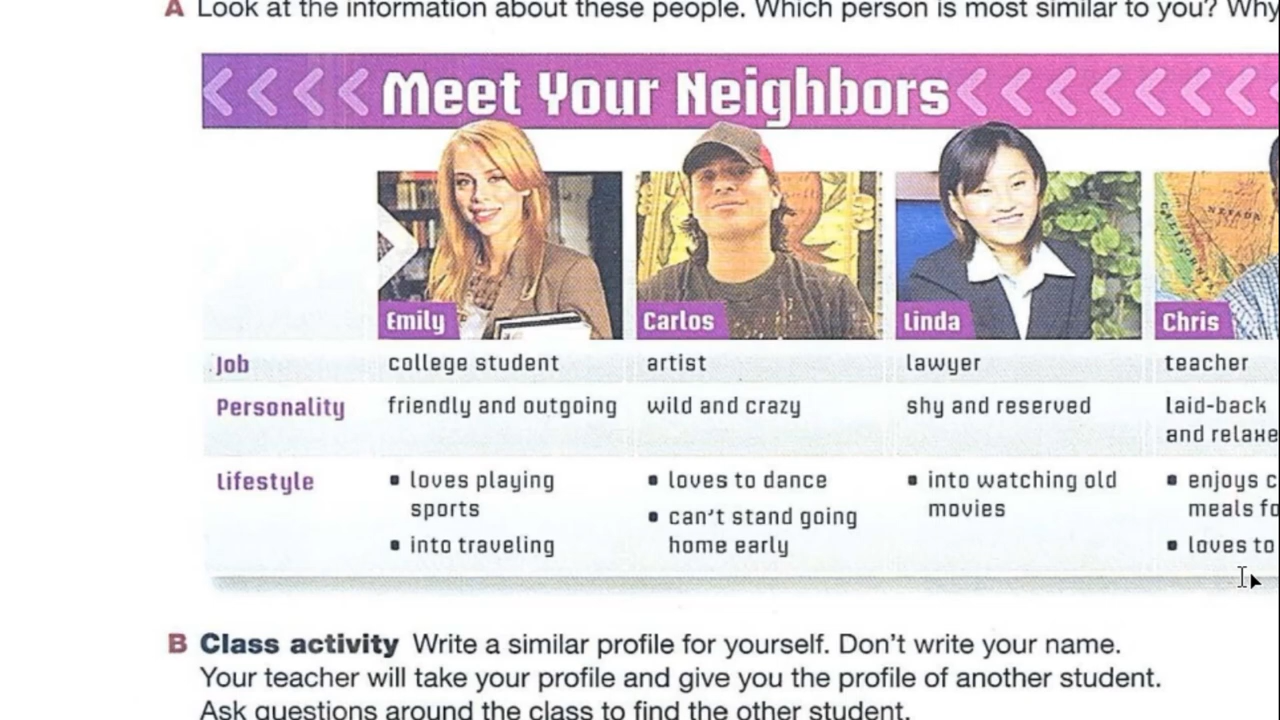 A Look at the information about these people. Which person is most similar to you? Why
Meet Your Neighbors
NEVADA
Emily Carlos Linda Chris
Job college student artist lawyer teacher
Personality friendly and outgoing wild and crazy shy and reserved laid-back
and relaxe
Lifestyle ▪ loves playing ▪ loves to dance ▪ into watching old ▪ enjoys c
sports ▪ can't stand going movies meals fo
▪ into traveling home early ▪ loves to
B Class activity Write a similar profile for yourself. Don't write your name.
Your teacher will take your profile and give you the profile of another student.
Ask questions around the class to find the other student.